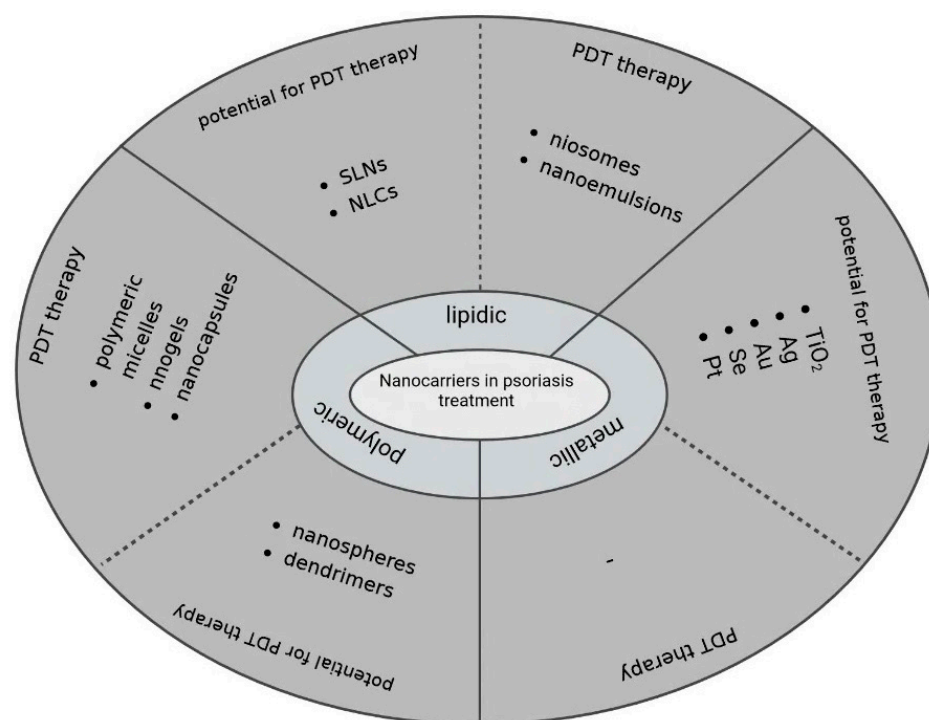 potential for PDT therapy
• SLNs
• NLCs
PDT therapy
• niosomes
• nanoemulsions
potential for PDT therapy
• TiO₂
• Ag
• Au
• Se
• Pt
PDT therapy
-
potential for PDT therapy
• nanospheres
• dendrimers
PDT therapy
• polymeric
micelles
• nnogels
• nanocapsules
lipidic
metallic
polymeric
Nanocarriers in psoriasis
treatment